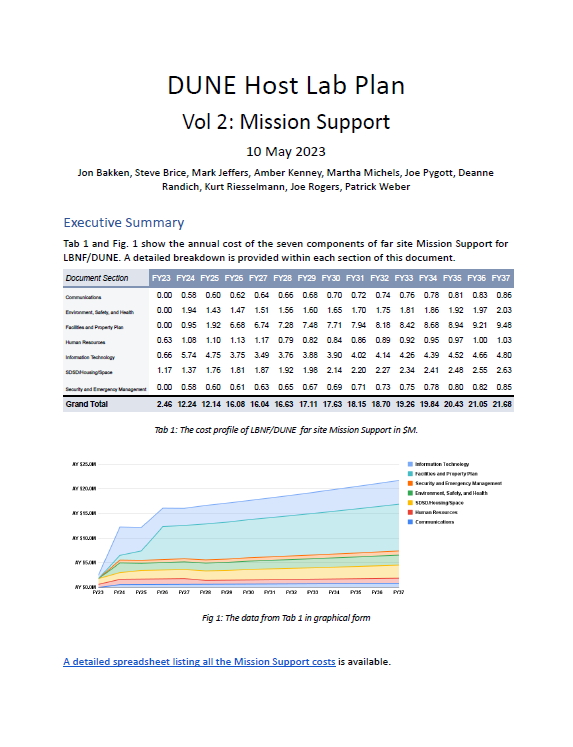 DUNE Host Lab Plan
Vol 2: Mission Support
10 May 2023
Jon Bakken, Steve Brice, Mark Jeffers, Amber Kenney, Martha Michels, Joe Pygott, Deanne
Randich, Kurt Riesselmann, Joe Rogers, Patrick Weber
Executive Summary
Tab 1 and Fig. 1 show the annual cost of the seven components of far site Mission Support for
LBNF/DUNE. A detailed breakdown is provided within each section of this document.
Document Section FY23 FY24 FY25 FY26 FY27 FY28 FY29 FY30 FY31 FY32 FY33 FY34 FY35 FY36 FY37
Communications 0.00 0.58 0.60 0.62 0.64 0.66 0.68 0.70 0.72 0.74 0.76 0.78 0.81 0.83 0.86
Environment, Safety, and Health 0.00 1.94 1.43 1.47 1.51 1.56 1.60 1.65 1.70 1.75 1.81 1.86 1.92 1.97 2.03
Facilities and Property Plan 0.00 0.95 1.92 6.68 6.74 7.28 7.48 7.71 7.94 8.18 8.42 8.68 8.94 9.21 9.48
Human Resources 0.63 1.08 1.10 1.13 1.17 0.79 0.82 0.84 0.86 0.89 0.92 0.95 0.97 1.00 1.03
Information Technology 0.66 5.74 4.75 3.75 3.49 3.76 3.88 3.90 4.02 4.14 4.26 4.39 4.52 4.66 4.80
SDSD/Housing/Space 1.17 1.37 1.76 1.81 1.87 1.92 1.98 2.14 2.20 2.27 2.34 2.41 2.48 2.55 2.63
Security and Emergency Management 0.00 0.58 0.60 0.61 0.63 0.65 0.67 0.69 0.71 0.73 0.75 0.78 0.80 0.82 0.85
Grand Total 2.46 12.24 12.14 16.08 16.04 16.63 17.11 17.63 18.15 18.70 19.26 19.84 20.43 21.05 21.68
Tab 1: The cost profile of LBNF/DUNE far site Mission Support in $M.
AY $25.0M
AY $20.0M
AY $15.0M
AY $10.0M
AY $5.0M
AY $0.0M
FY23 FY24 FY25 FY26 FY27 FY28 FY29 FY30 FY31 FY32 FY33 FY34 FY35 FY36 FY37
Information Technology
Facilities and Property Plan
Security and Emergency Management
Environment, Safety, and Health
SDSD/Housing/Space
Human Resources
Communications
Fig 1: The data from Tab 1 in graphical form
A detailed spreadsheet listing all the Mission Support costs is available.